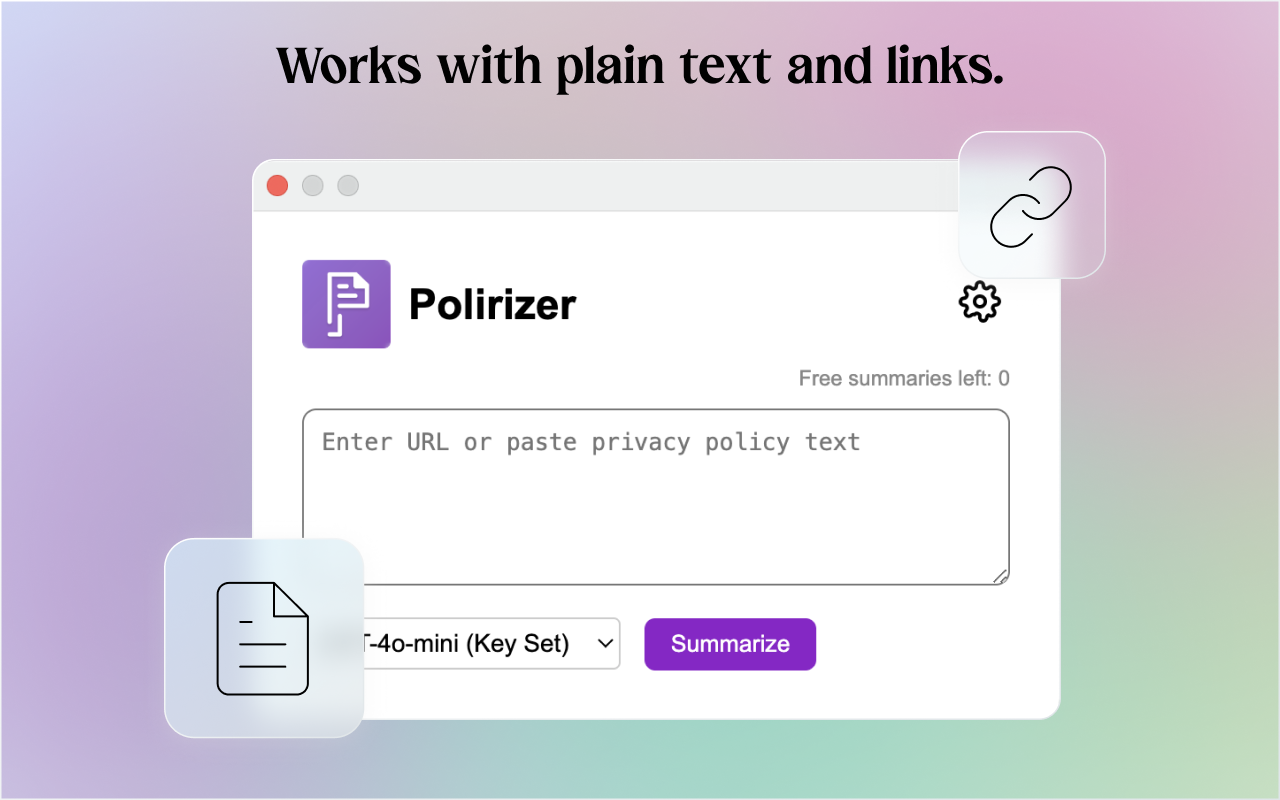 Works with plain text and links.
Polirizer
Free summaries left: 0
Enter URL or paste privacy policy text
-4o-mini (Key Set)
Summarize